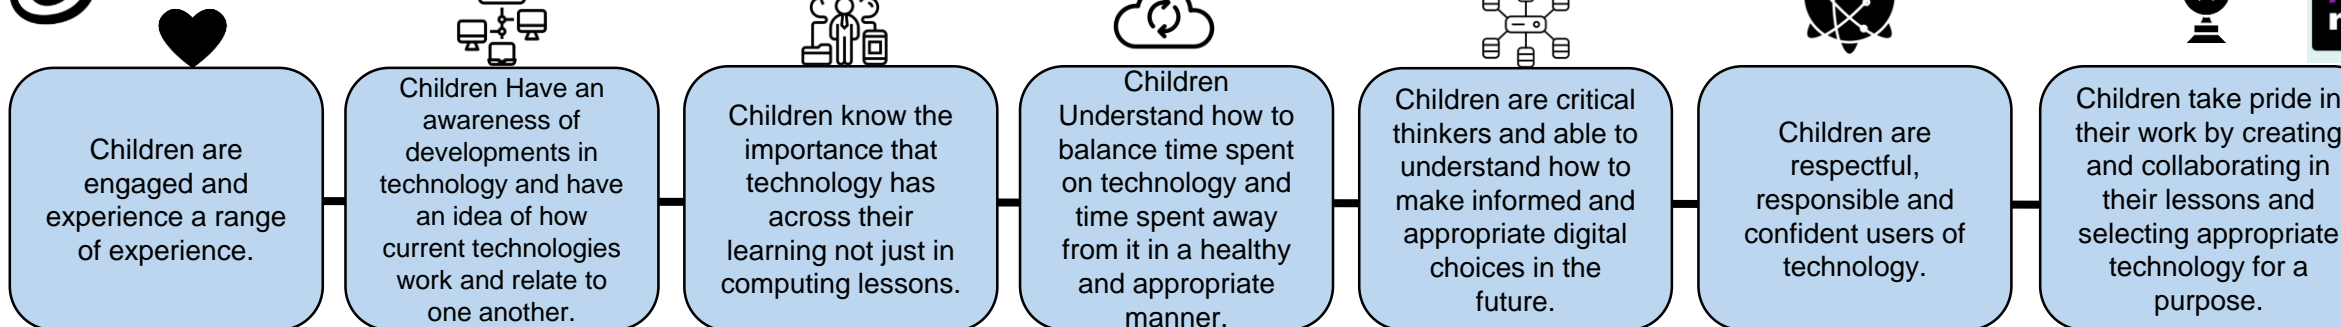 Children are
engaged and
experience a range
of experience.
Children Have an
awareness of
developments in
technology and have
an idea of how
current technologies
work and relate to
one another.
Children know the
importance that
technology has
across their
learning not just in
computing lessons.
Children
Understand how to
balance time spent
on technology and
time spent away
from it in a healthy
and appropriate
manner.
Children are critical
thinkers and able to
understand how to
make informed and
appropriate digital
choices in the
future.
Children are
respectful,
responsible and
confident users of
technology.
Children take pride in
their work by creating
and collaborating in
their lessons and
selecting appropriate
technology for a
purpose.